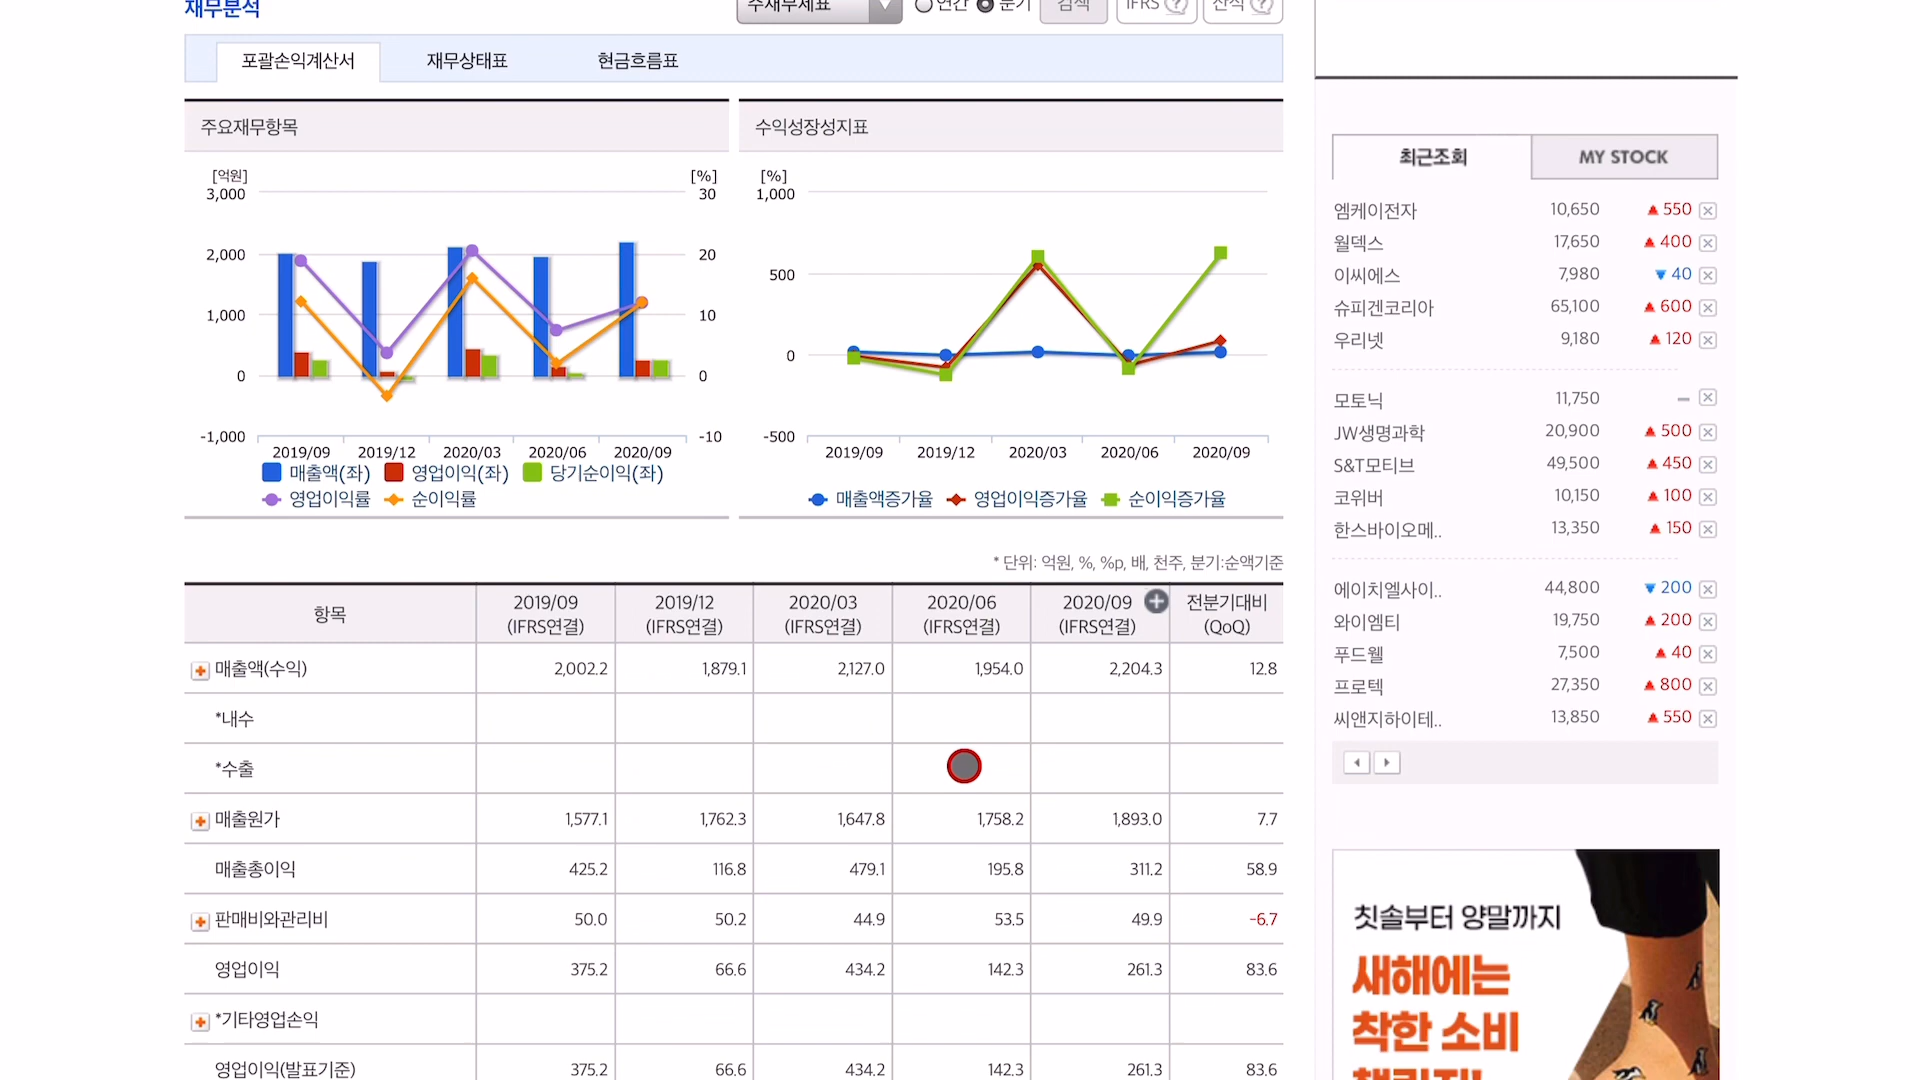 재무분석
주재무제표 연간 분기 검색 IFRS ? 산식 ?
포괄손익계산서 재무상태표 현금흐름표
주요재무항목
[억원] [%]
3,000 30
2,000 20
1,000 10
0 0
-1,000 -10
2019/09 2019/12 2020/03 2020/06 2020/09
매출액(좌) 영업이익(좌) 당기순이익(좌)
영업이익률 순이익률
수익성장성지표
[%]
1,000
500
0
-500
2019/09 2019/12 2020/03 2020/06 2020/09
매출액증가율 영업이익증가율 순이익증가율
* 단위: 억원, %, %p, 배, 천주, 분기:순액기준
항목 2019/09 (IFRS연결) 2019/12 (IFRS연결) 2020/03 (IFRS연결) 2020/06 (IFRS연결) 2020/09 (IFRS연결) 전분기대비 (QoQ)
매출액(수익) 2,002.2 1,879.1 2,127.0 1,954.0 2,204.3 12.8
*내수
*수출
매출원가 1,577.1 1,762.3 1,647.8 1,758.2 1,893.0 7.7
매출총이익 425.2 116.8 479.1 195.8 311.2 58.9
판매비와관리비 50.0 50.2 44.9 53.5 49.9 -6.7
영업이익 375.2 66.6 434.2 142.3 261.3 83.6
*기타영업손익
영업이익(발표기준) 375.2 66.6 434.2 142.3 261.3 83.6
최근조회 MY STOCK
엠케이전자 10,650 ▲ 550
월덱스 17,650 ▲ 400
이씨에스 7,980 ▼ 40
슈피겐코리아 65,100 ▲ 600
우리넷 9,180 ▲ 120
모토닉 11,750 −
JW생명과학 20,900 ▲ 500
S&T모티브 49,500 ▲ 450
코위버 10,150 ▲ 100
한스바이오메.. 13,350 ▲ 150
에이치엘사이.. 44,800 ▼ 200
와이엠티 19,750 ▲ 200
푸드웰 7,500 ▲ 40
프로텍 27,350 ▲ 800
씨앤지하이테.. 13,850 ▲ 550
칫솔부터 양말까지
새해에는
착한 소비